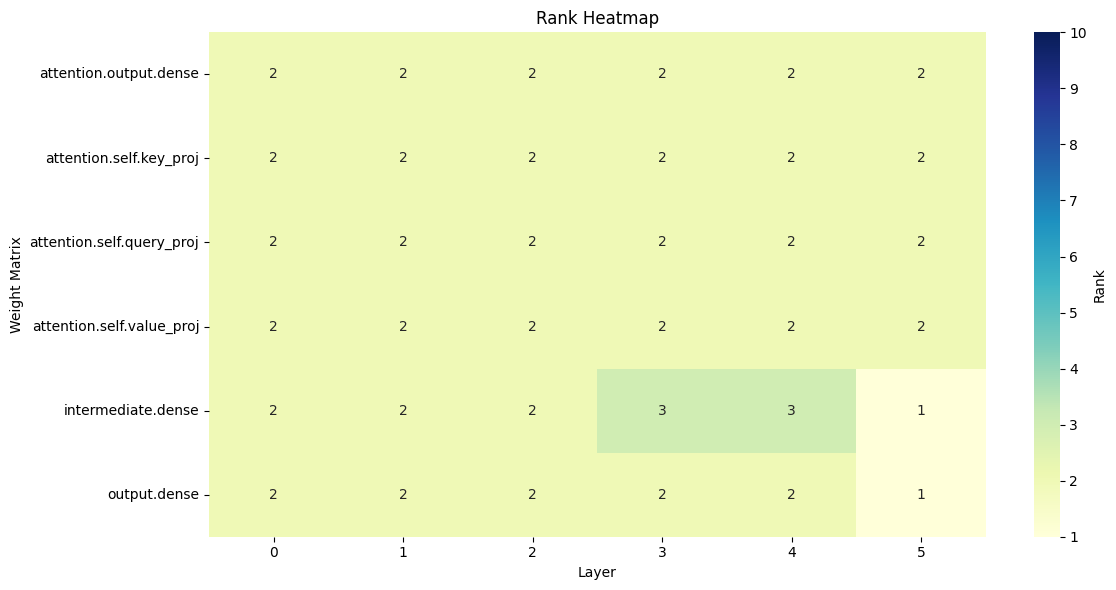 Rank Heatmap
Weight Matrix
attention.output.dense 2 2 2 2 2 2
attention.self.key_proj 2 2 2 2 2 2
attention.self.query_proj 2 2 2 2 2 2
attention.self.value_proj 2 2 2 2 2 2
intermediate.dense 2 2 2 3 3 1
output.dense 2 2 2 2 2 1
0 1 2 3 4 5
Layer
10
9
8
7
6
5
4
3
2
1
Rank